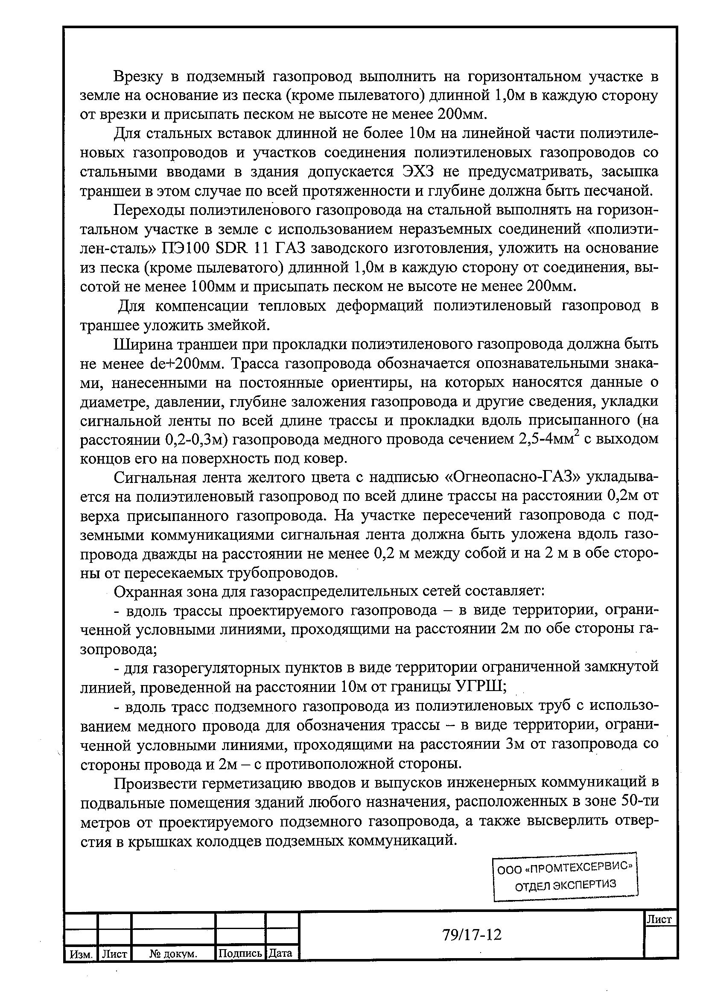 Врезку в подземный газопровод выполнить на горизонтальном участке в
земле на основание из песка (кроме пылеватого) длинной 1,0м в каждую сторону
от врезки и присыпать песком не высоте не менее 200мм.
Для стальных вставок длинной не более 10м на линейной части полиэтиле-
новых газопроводов и участков соединения полиэтиленовых газопроводов со
стальными вводами в здания допускается ЭХЗ не предусматривать, засыпка
траншеи в этом случае по всей протяженности и глубине должна быть песчаной.
Переходы полиэтиленового газопровода на стальной выполнять на горизон-
тальном участке в земле с использованием неразъемных соединений «полиэти-
лен-сталь» ПЭ100 SDR 11 ГАЗ заводского изготовления, уложить на основание
из песка (кроме пылеватого) длинной 1,0м в каждую сторону от соединения, вы-
сотой не менее 100мм и присыпать песком не высоте не менее 200мм.
Для компенсации тепловых деформаций полиэтиленовый газопровод в
траншее уложить змейкой.
Ширина траншеи при прокладки полиэтиленового газопровода должна быть
не менее de+200мм. Трасса газопровода обозначается опознавательными знака-
ми, нанесенными на постоянные ориентиры, на которых наносятся данные о
диаметре, давлении, глубине заложения газопровода и другие сведения, укладки
сигнальной ленты по всей длине трассы и прокладки вдоль присыпанного (на
расстоянии 0,2-0,3м) газопровода медного провода сечением 2,5-4мм² с выходом
концов его на поверхность под ковер.
Сигнальная лента желтого цвета с надписью «Огнеопасно-ГАЗ» укладыва-
ется на полиэтиленовый газопровод по всей длине трассы на расстоянии 0,2м от
верха присыпанного газопровода. На участке пересечений газопровода с под-
земными коммуникациями сигнальная лента должна быть уложена вдоль газо-
провода дважды на расстоянии не менее 0,2 м между собой и на 2 м в обе сторо-
ны от пересекаемых трубопроводов.
Охранная зона для газораспределительных сетей составляет:
- вдоль трассы проектируемого газопровода – в виде территории, ограни-
ченной условными линиями, проходящими на расстоянии 2м по обе стороны га-
зопровода;
- для газорегуляторных пунктов в виде территории ограниченной замкнутой
линией, проведенной на расстоянии 10м от границы УГРШ;
- вдоль трасс подземного газопровода из полиэтиленовых труб с использо-
ванием медного провода для обозначения трассы – в виде территории, ограни-
ченной условными линиями, проходящими на расстоянии 3м от газопровода со
стороны провода и 2м – с противоположной стороны.
Произвести герметизацию вводов и выпусков инженерных коммуникаций в
подвальные помещения зданий любого назначения, расположенных в зоне 50-ти
метров от проектируемого подземного газопровода, а также высверлить отвер-
стия в крышках колодцев подземных коммуникаций.
ООО «ПРОМТЕХСЕРВИС»
ОТДЕЛ ЭКСПЕРТИЗ
Лист
79/17-12
Изм. Лист № докум. Подпись Дата